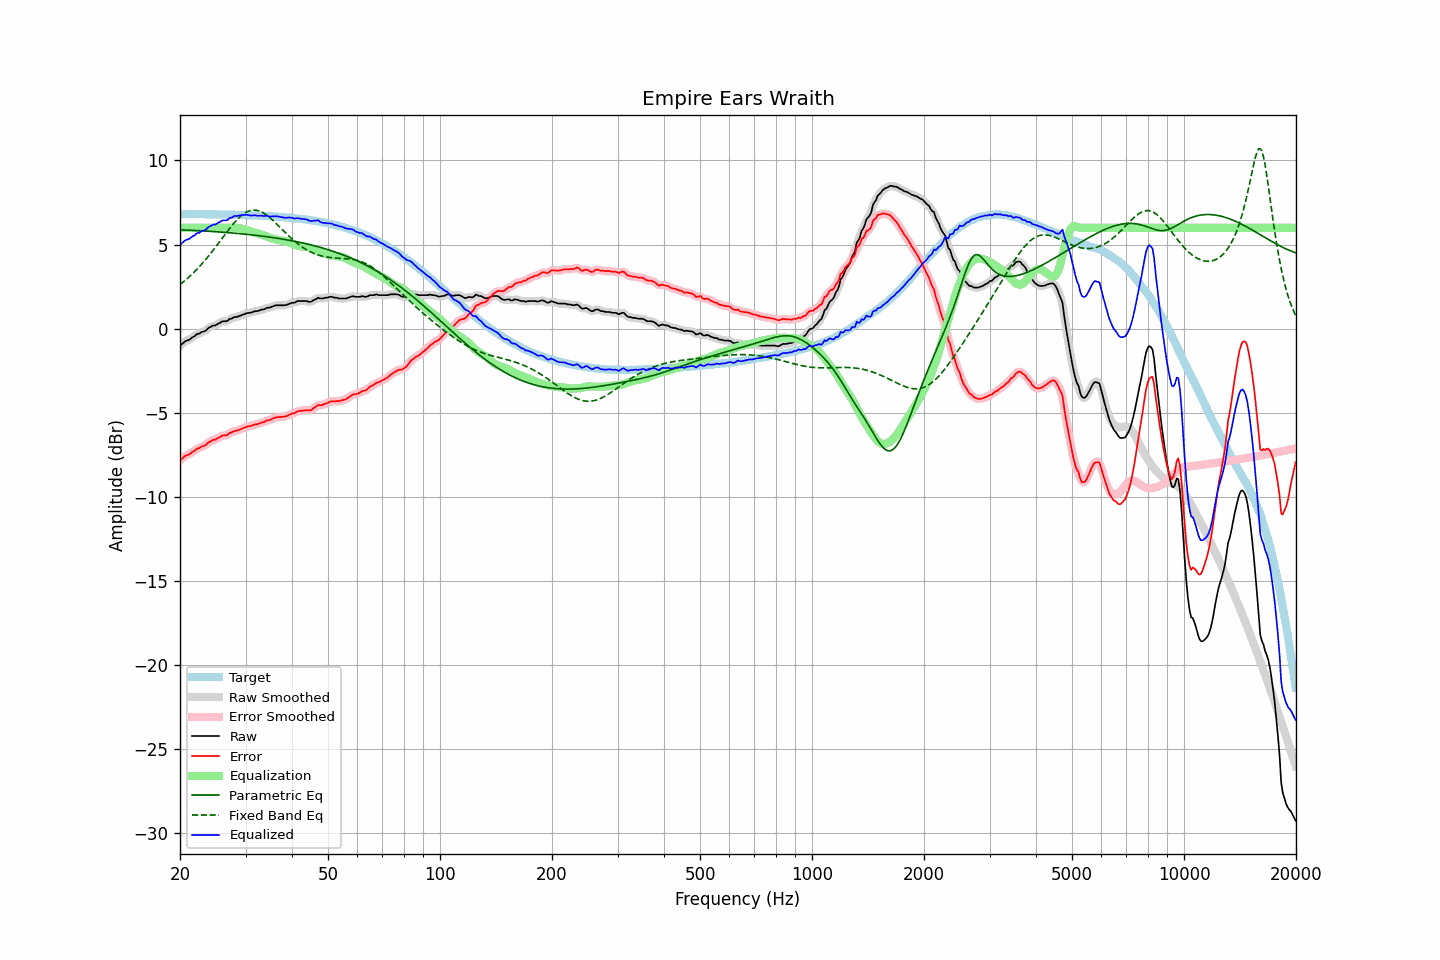 Empire Ears Wraith
Amplitude (dBr)
10
5
0
−5
−10
−15
−20
−25
−30
Target
Raw Smoothed
Error Smoothed
Raw
Error
Equalization
Parametric Eq
Fixed Band Eq
Equalized
20 50 100 200 500 1000 2000 5000 10000 20000
Frequency (Hz)